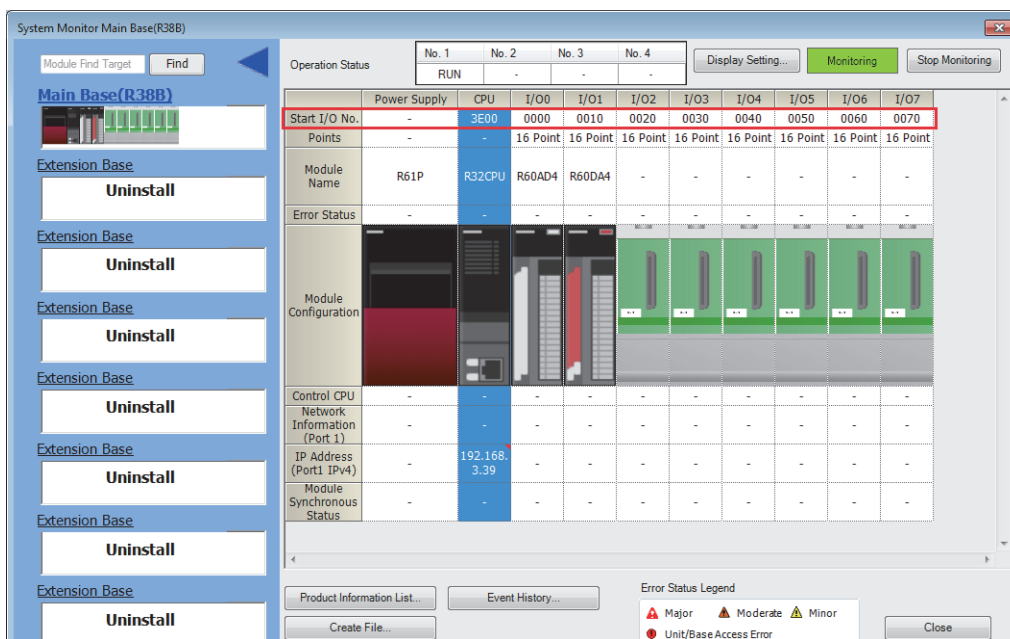 System Monitor Main Base(R38B)
Module Find Target Find
Main Base(R38B)
Extension Base
Uninstall
Extension Base
Uninstall
Extension Base
Uninstall
Extension Base
Uninstall
Extension Base
Uninstall
Extension Base
Uninstall
Extension Base
Uninstall
Operation Status
No. 1 No. 2 No. 3 No. 4
RUN - - -
Display Setting... Monitoring Stop Monitoring
Power Supply CPU I/O0 I/O1 I/O2 I/O3 I/O4 I/O5 I/O6 I/O7
Start I/O No. - 3E00 0000 0010 0020 0030 0040 0050 0060 0070
Points - - 16 Point 16 Point 16 Point 16 Point 16 Point 16 Point 16 Point 16 Point
Module
Name
R61P R32CPU R60AD4 R60DA4 - - - - - -
Error Status - - - - - - - - - -
Module
Configuration
Control CPU - - - - - - - - - -
Network
Information
(Port 1)
- - - - - - - - - -
IP Address
(Port1 IPv4)
- 192.168.
3.39
- - - - - - - -
Module
Synchronous
Status
- - - - - - - - - -
Product Information List... Event History...
Create File...
Error Status Legend
Major Moderate Minor
Unit/Base Access Error
Close